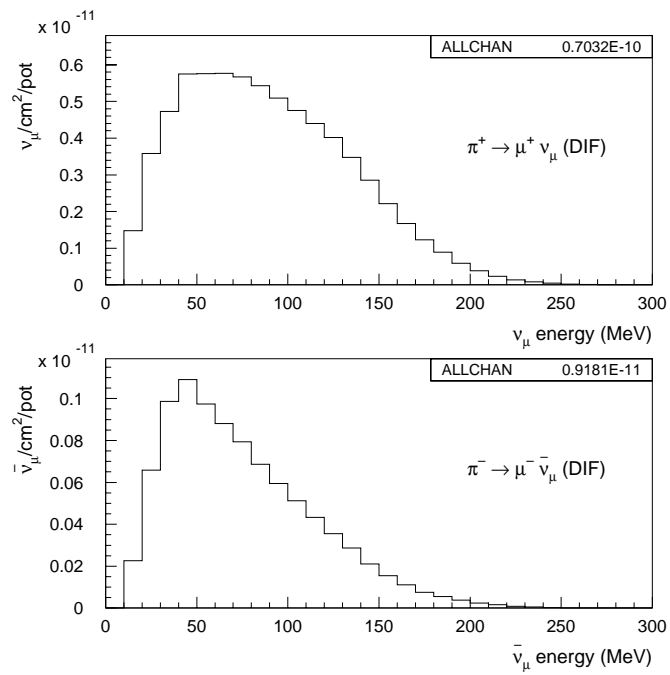 x 10⁻¹¹
ALLCHAN 0.7032E-10
ν_μ/cm²/pot
0.6
0.5
0.4
0.3
0.2
0.1
0
π⁺ → μ⁺ ν_μ (DIF)
0 50 100 150 200 250 300
ν_μ energy (MeV)
x 10⁻¹¹
ALLCHAN 0.9181E-11
ν̄_μ/cm²/pot
0.1
0.08
0.06
0.04
0.02
0
π⁻ → μ⁻ ν̄_μ (DIF)
0 50 100 150 200 250 300
ν̄_μ energy (MeV)